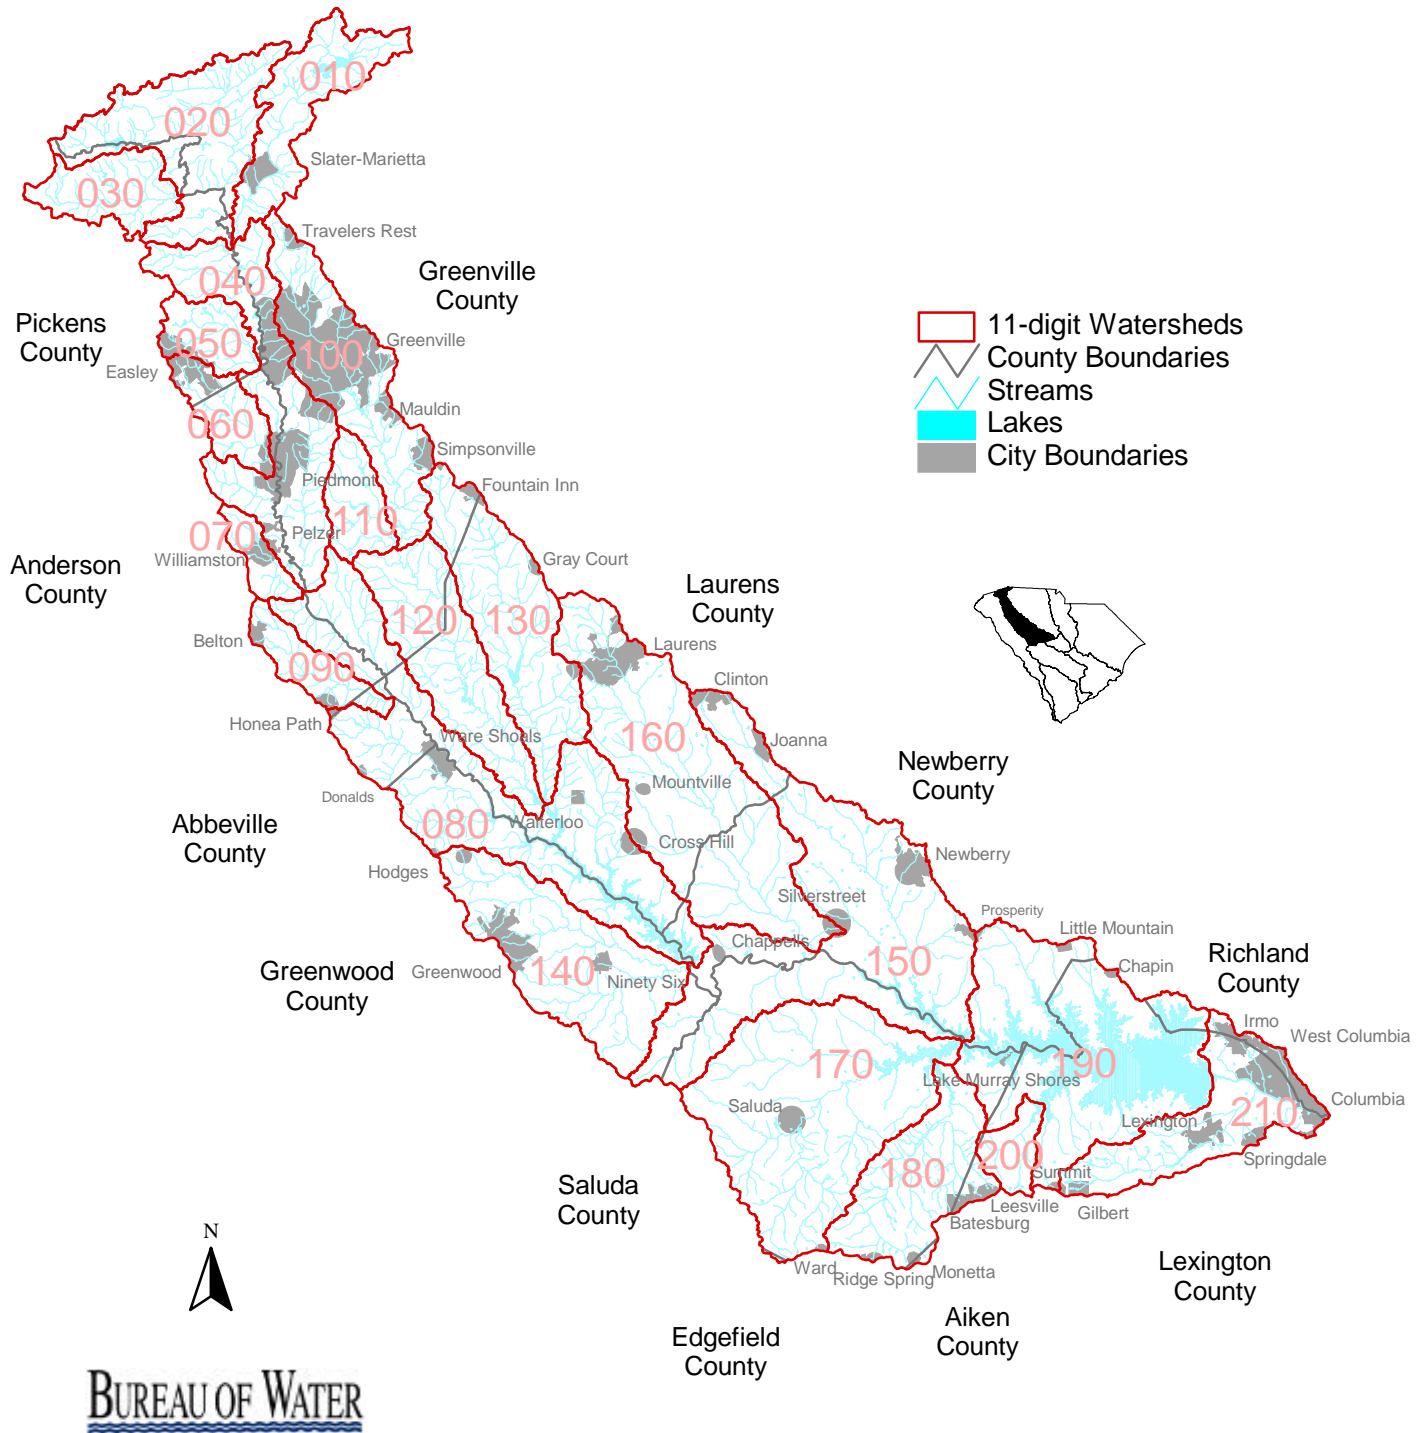 010
020
Slater-Marietta
030
Travelers Rest
Greenville
County
040
Pickens
County
050
100
Greenville
Easley
11-digit Watersheds
County Boundaries
Streams
Lakes
City Boundaries
060
Mauldin
Simpsonville
Piedmont
Fountain Inn
070
110
Pelzer
Williamston
Anderson
County
Gray Court
Laurens
County
120
130
Belton
Laurens
090
Clinton
Honea Path
Ware Shoals
160
Joanna
Newberry
County
Mountville
Donalds
Abbeville
County
080
Walterloo
Cross Hill
Hodges
Newberry
Silverstreet
Prosperity
Little Mountain
Chappells
Richland
County
Greenwood
County
Greenwood
140
Ninety Six
150
Chapin
Irmo
West Columbia
170
Lake Murray Shores
190
Saluda
Lexington
210
Columbia
Springdale
180
200
Summit
Leesville
Gilbert
Batesburg
Saluda
County
Ward
Ridge Spring
Monetta
Lexington
County
Aiken
County
Edgefield
County
N
BUREAU OF WATER